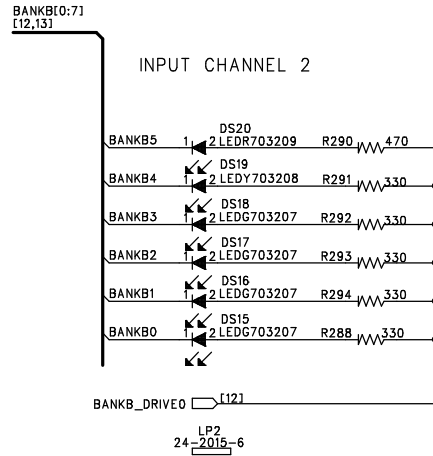 BANKB[0:7]
[12,13]
INPUT CHANNEL 2
DS20
BANKB5 1 2 LEDR703209 R290 470
DS19
BANKB4 1 2 LEDY703208 R291 330
DS18
BANKB3 1 2 LEDG703207 R292 330
DS17
BANKB2 1 2 LEDG703207 R293 330
DS16
BANKB1 1 2 LEDG703207 R294 330
DS15
BANKB0 1 2 LEDG703207 R288 330
BANKB_DRIVE0 [12]
LP2
24-2015-6